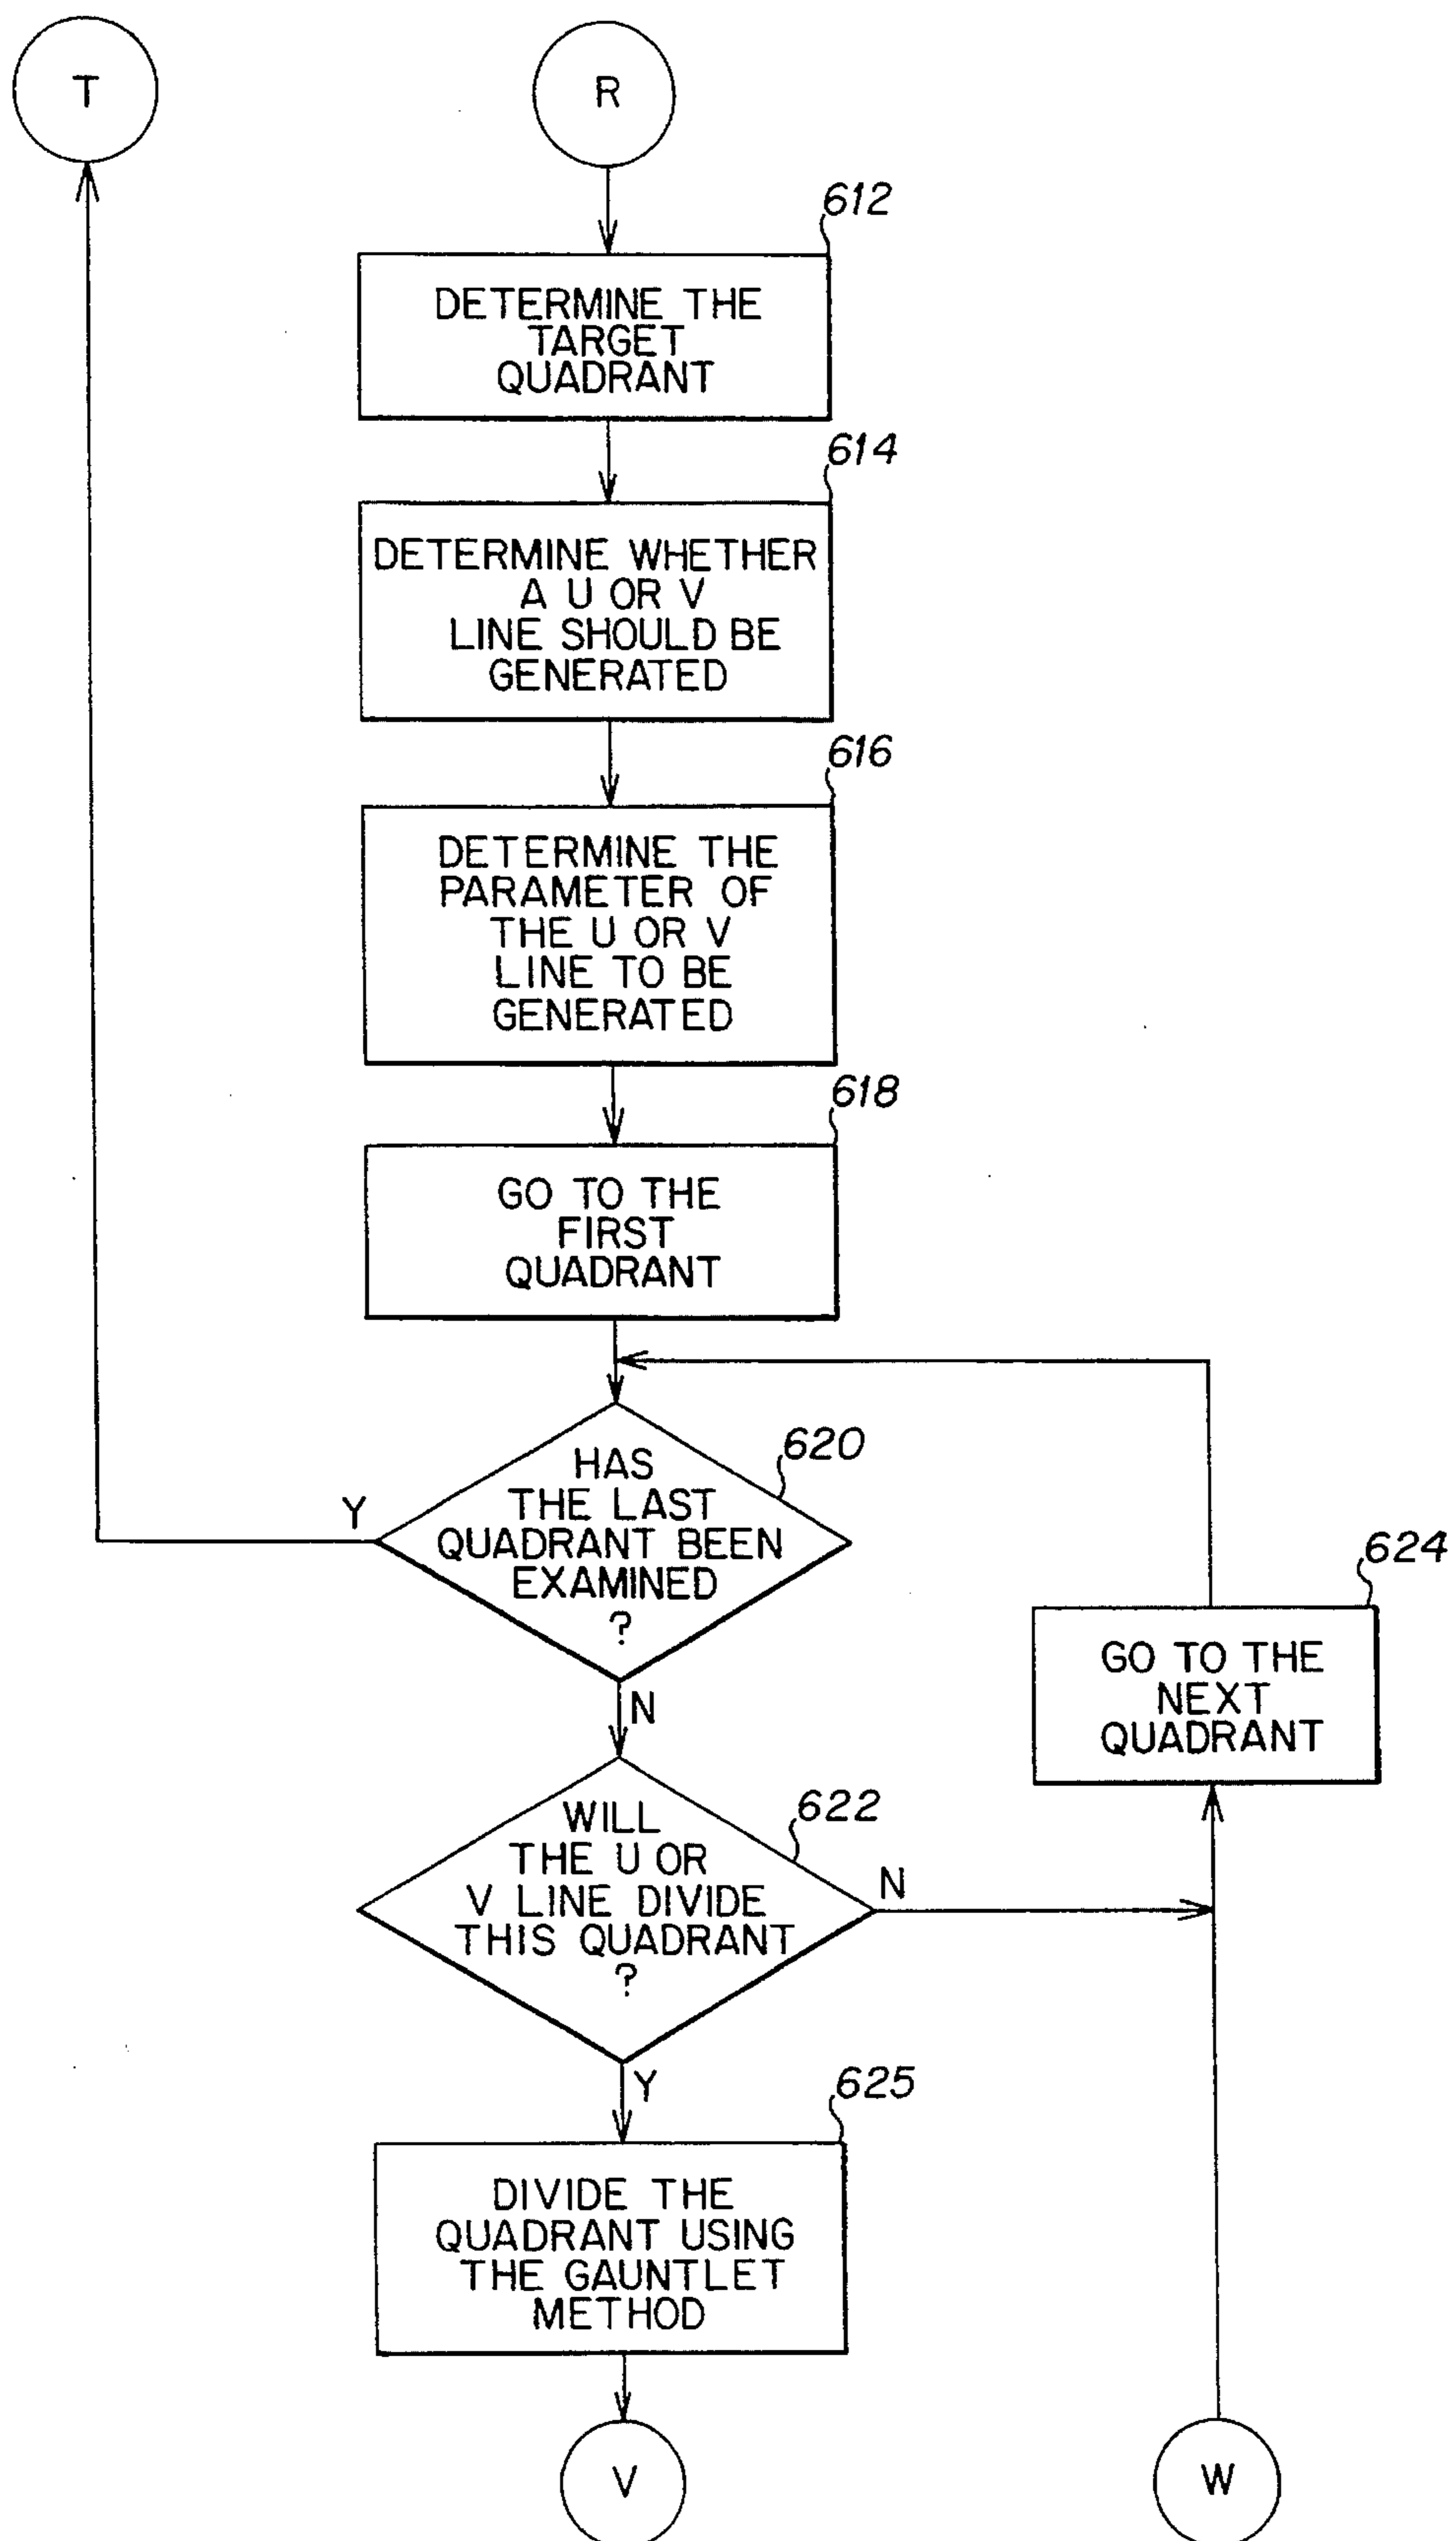 T
R
612
DETERMINE THE
TARGET
QUADRANT
614
DETERMINE WHETHER
A U OR V
LINE SHOULD BE
GENERATED
616
DETERMINE THE
PARAMETER OF
THE U OR V
LINE TO BE
GENERATED
618
GO TO THE
FIRST
QUADRANT
620
HAS
THE LAST
QUADRANT BEEN
EXAMINED
?
Y
N
624
GO TO THE
NEXT
QUADRANT
622
WILL
THE U OR
V LINE DIVIDE
THIS QUADRANT
?
N
Y
625
DIVIDE THE
QUADRANT USING
THE GAUNTLET
METHOD
V
W